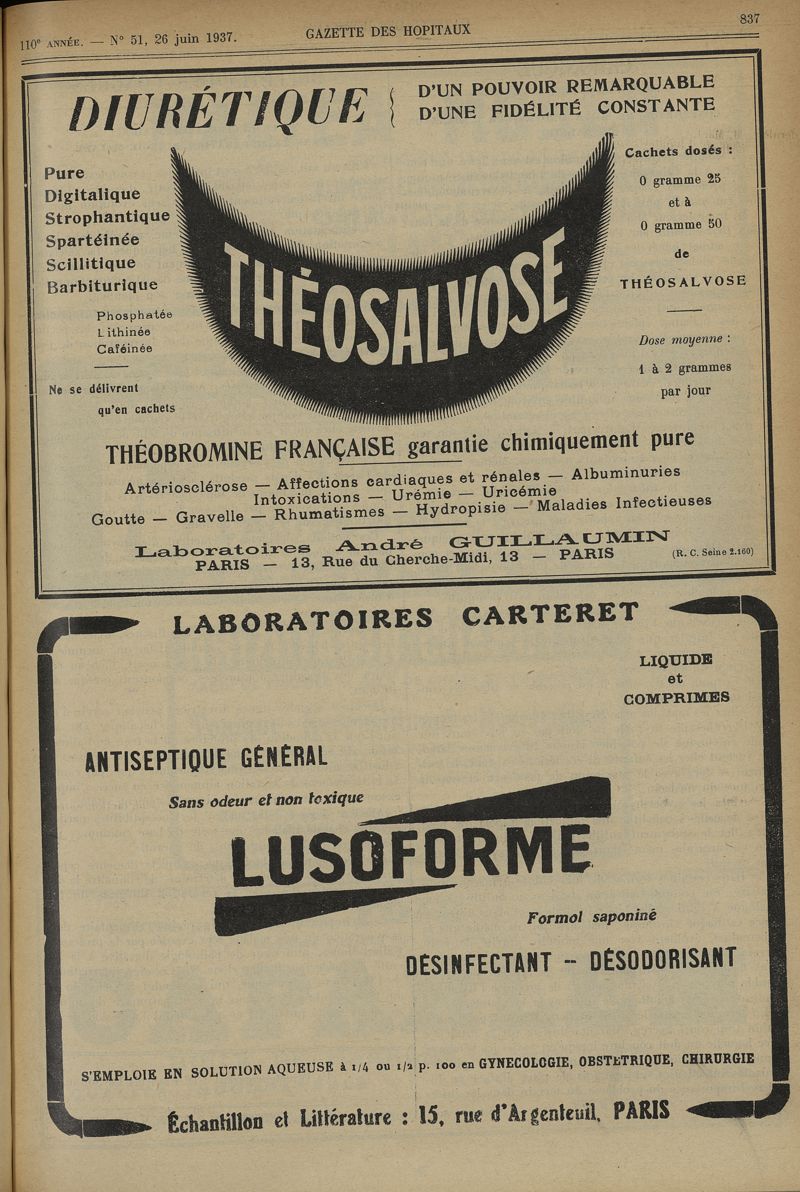 110e ANNÉE. — N° 51, 26 juin 1937.
GAZETTE DES HOPITAUX
837
DIURÉTIQUE
D'UN POUVOIR REMARQUABLE
D'UNE FIDÉLITÉ CONSTANTE
Pure
Digitalique
Strophantique
Spartéinée
Scillitique
Barbiturique
Phosphatée
Lithinée
Caféinée
Ne se délivrent
qu'en cachets
THÉOSALVOSE
Cachets dosés :
0 gramme 25
et à
0 gramme 50
de
THÉOSALVOSE
Dose moyenne :
1 à 2 grammes
par jour
THÉOBROMINE FRANÇAISE garantie chimiquement pure
Artériosclérose — Affections cardiaques et rénales — Albuminuries
Intoxications — Urémie — Uricémie
Goutte — Gravelle — Rhumatismes — Hydropisie — Maladies Infectieuses
Laboratoires André GUILLAUMIN
PARIS — 13, Rue du Cherche-Midi, 13 — PARIS
(R. C. Seine 2.160)
LABORATOIRES CARTERET
LIQUIDE
et
COMPRIMES
ANTISEPTIQUE GÉNÉRAL
Sans odeur et non toxique
LUSOFORME
Formol saponiné
DÉSINFECTANT -- DÉSODORISANT
S'EMPLOIE EN SOLUTION AQUEUSE à 1/4 ou 1/2 p. 100 en GYNECOLOGIE, OBSTETRIQUE, CHIRURGIE
Échantillon et Littérature : 15, rue d'Argenteuil, PARIS